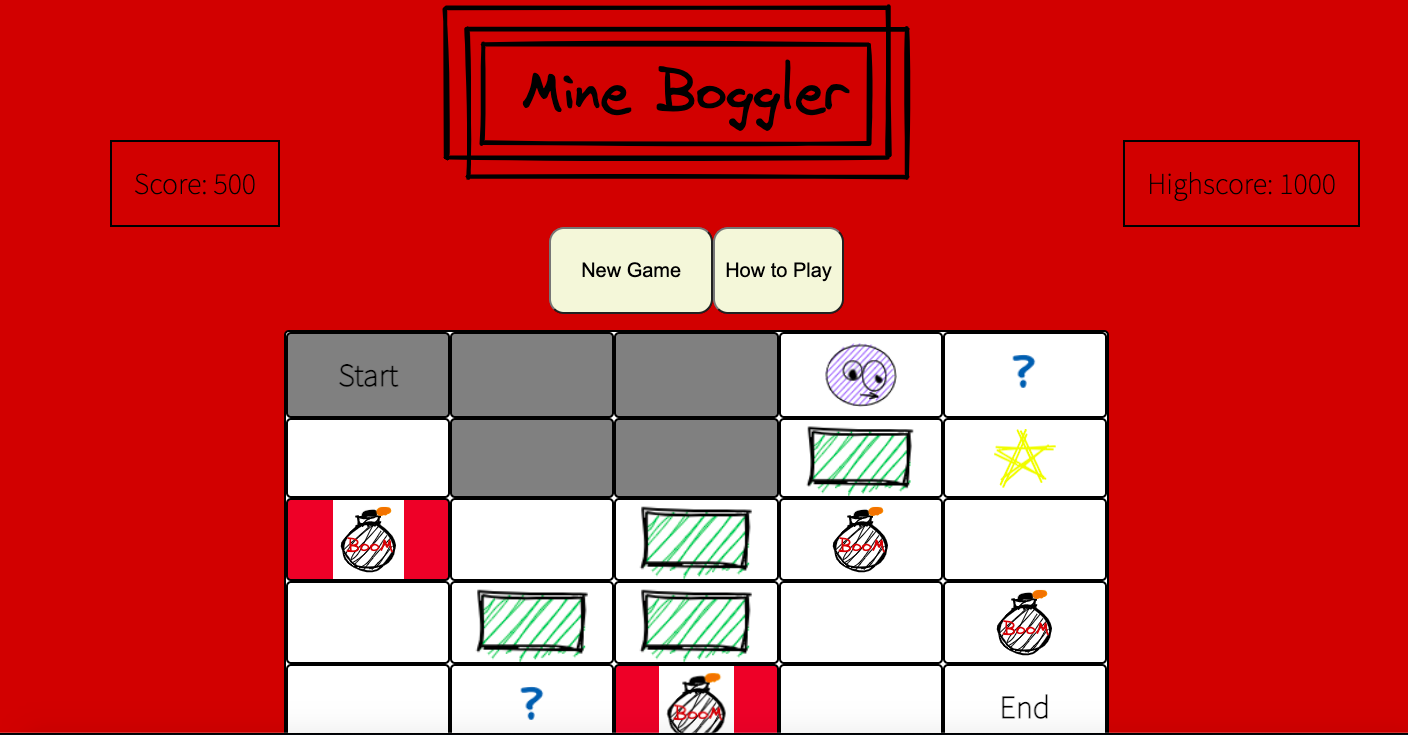 Mine Boggler
Score: 500
Highscore: 1000
New Game
How to Play
Start
?
BOOM
BOOM
BOOM
?
BOOM
End